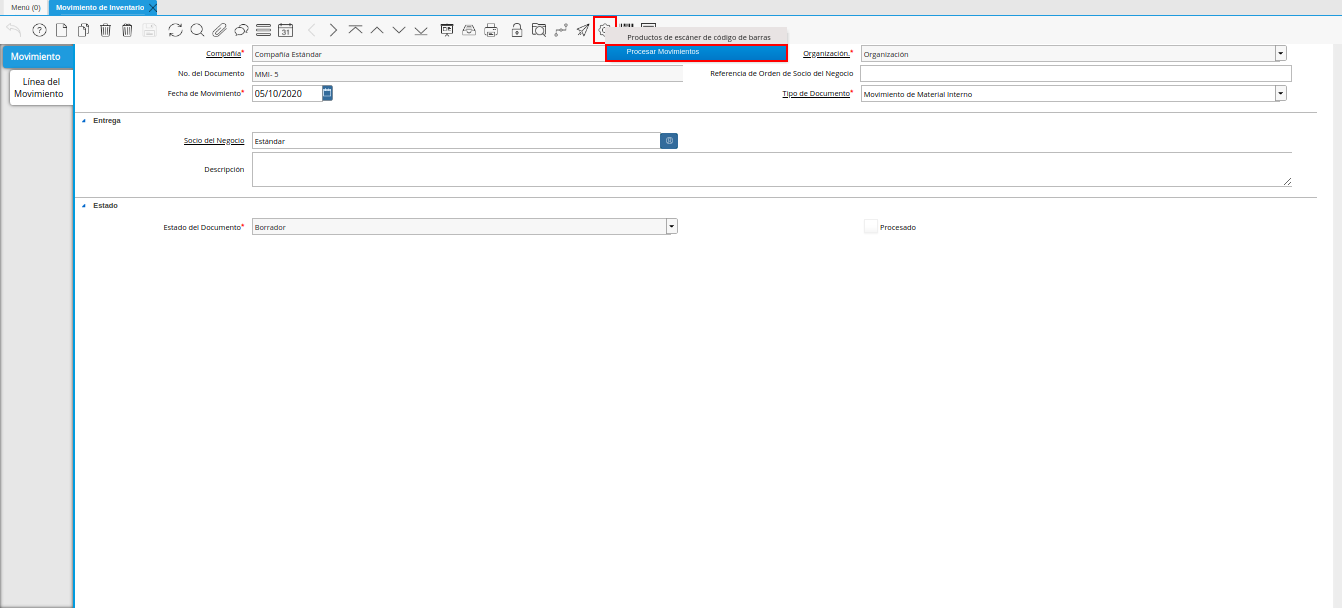 Menú (0)
Movimiento de Inventario
31
Productos de escáner de código de barras
Procesar Movimientos
Movimiento
Línea del
Movimiento
Compañía* Compañía Estándar Organización.* Organización
No. del Documento MMI- 5 Referencia de Orden de Socio del Negocio
Fecha de Movimiento* 05/10/2020 Tipo de Documento* Movimiento de Material Interno
Entrega
Socio del Negocio Estándar
Descripción
Estado
Estado del Documento* Borrador Procesado